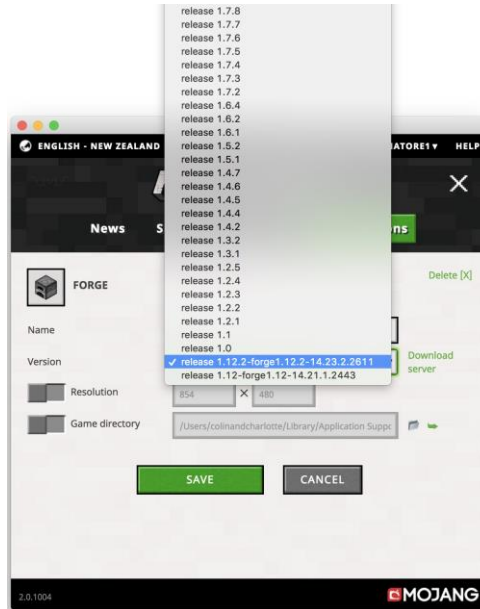 release 1.7.8
release 1.7.7
release 1.7.6
release 1.7.5
release 1.7.4
release 1.7.3
release 1.7.2
release 1.6.4
release 1.6.2
release 1.6.1
release 1.5.2
release 1.5.1
release 1.4.7
release 1.4.6
release 1.4.5
release 1.4.4
release 1.4.2
release 1.3.2
release 1.3.1
release 1.2.5
release 1.2.4
release 1.2.3
release 1.2.2
release 1.2.1
release 1.1
release 1.0
✓ release 1.12.2-forge1.12.2-14.23.2.2611
release 1.12-forge1.12-14.21.1.2443
ENGLISH - NEW ZEALAND
ATORE1 HELP
News S ns
FORGE
Delete [X]
Name
Version
Download server
Resolution 854 × 480
Game directory /Users/colinandcharlotte/Library/Application Suppc
SAVE CANCEL
2.0.1004
MOJANG